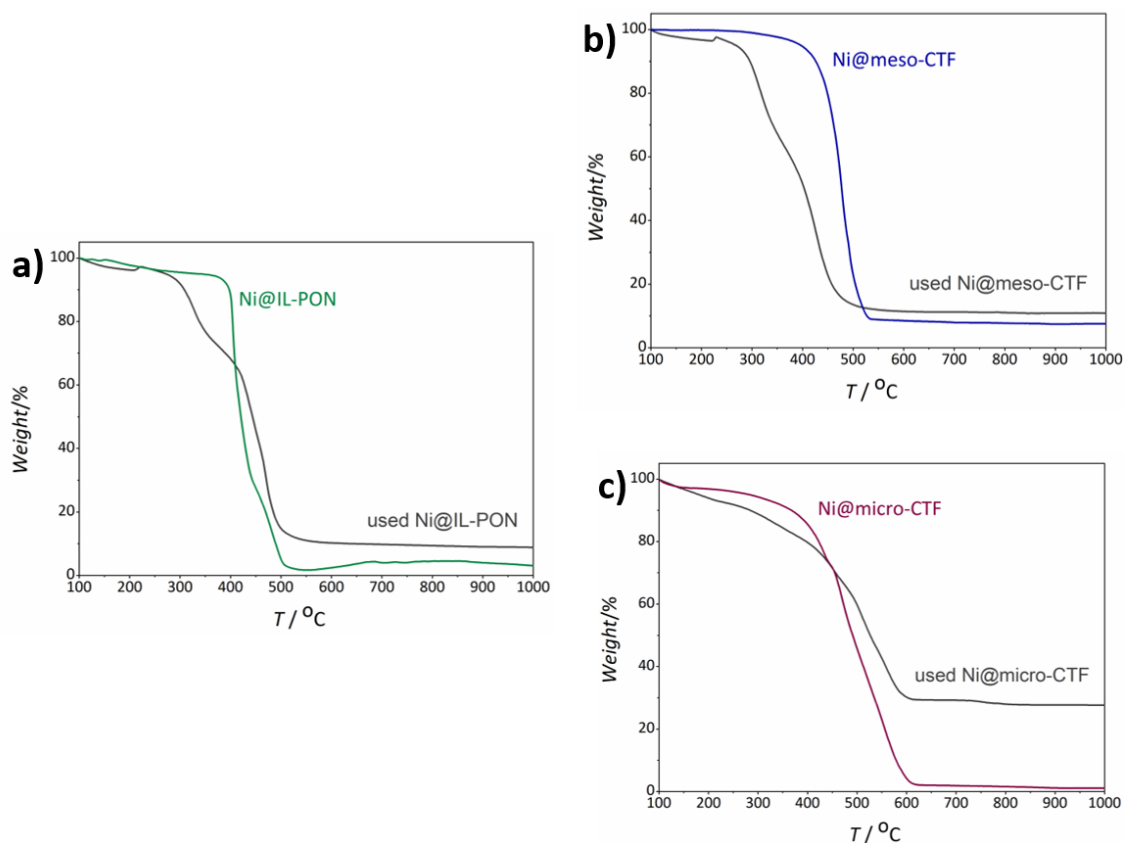 a)
100
80
60
40
20
0
Weight/%
Ni@IL-PON
used Ni@IL-PON
100 200 300 400 500 600 700 800 900 1000
T / °C
b)
100
80
60
40
20
0
Weight/%
Ni@meso-CTF
used Ni@meso-CTF
100 200 300 400 500 600 700 800 900 1000
T / °C
c)
100
80
60
40
20
0
Weight/%
Ni@micro-CTF
used Ni@micro-CTF
100 200 300 400 500 600 700 800 900 1000
T / °C